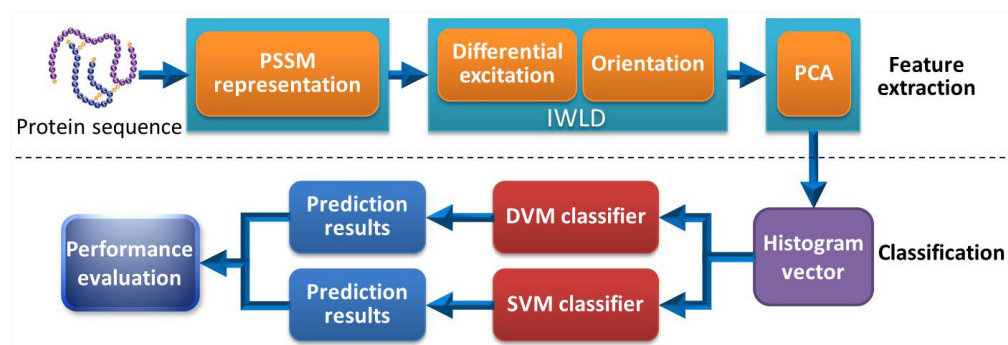 Protein sequence
PSSM
representation
Differential
excitation
Orientation
IWLD
PCA
Feature
extraction
Histogram
vector
Classification
DVM classifier
SVM classifier
Prediction
results
Prediction
results
Performance
evaluation